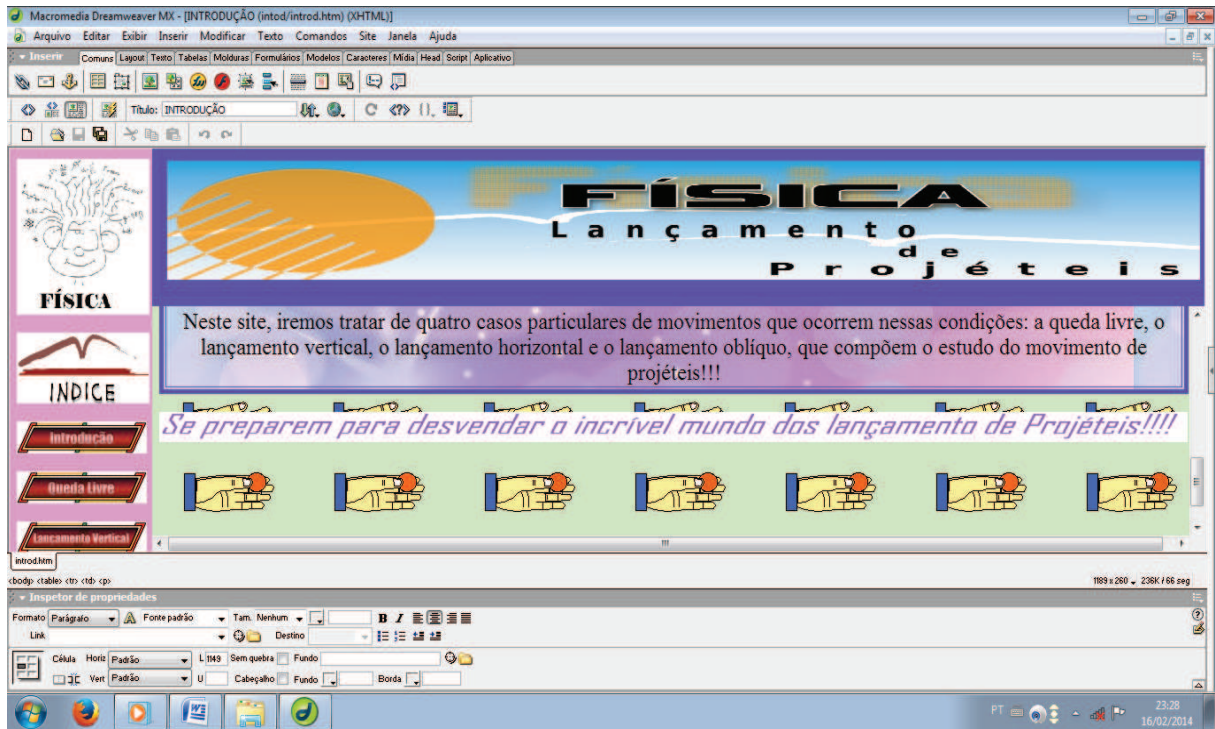 Macromedia Dreamweaver MX - [INTRODUÇÃO (intod/introd.htm) (XHTML)]
Arquivo Editar Exibir Inserir Modificar Texto Comandos Site Janela Ajuda
Inserir Comuns Layout Texto Tabelas Molduras Formulários Modelos Caracteres Mídia Head Script Aplicativo
Título: INTRODUÇÃO
FÍSICA
Lançamento
de
Projéteis
FÍSICA
Neste site, iremos tratar de quatro casos particulares de movimentos que ocorrem nessas condições: a queda livre, o
lançamento vertical, o lançamento horizontal e o lançamento oblíquo, que compõem o estudo do movimento de
projéteis!!!
INDICE
Se preparem para desvendar o incrível mundo dos lançamento de Projéteis!!!!
Introdução
Queda Livre
Lançamento Vertical
introd.htm
<body> <table> <tr> <td> <p>
1189 x 260 236K / 66 seg
Inspetor de propriedades
Formato Parágrafo Fonte padrão Tam. Nenhum B I
Link Destino
Célula Horiz Padrão L 1149 Sem quebra Fundo
Vert Padrão U Cabeçalho Fundo Borda
PT
23:28
16/02/2014